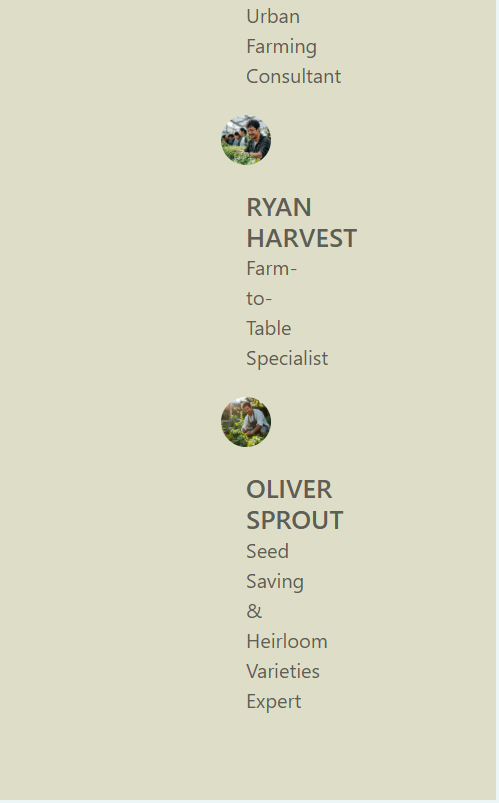 Urban
Farming
Consultant
RYAN
HARVEST
Farm-
to-
Table
Specialist
OLIVER
SPROUT
Seed
Saving
&
Heirloom
Varieties
Expert